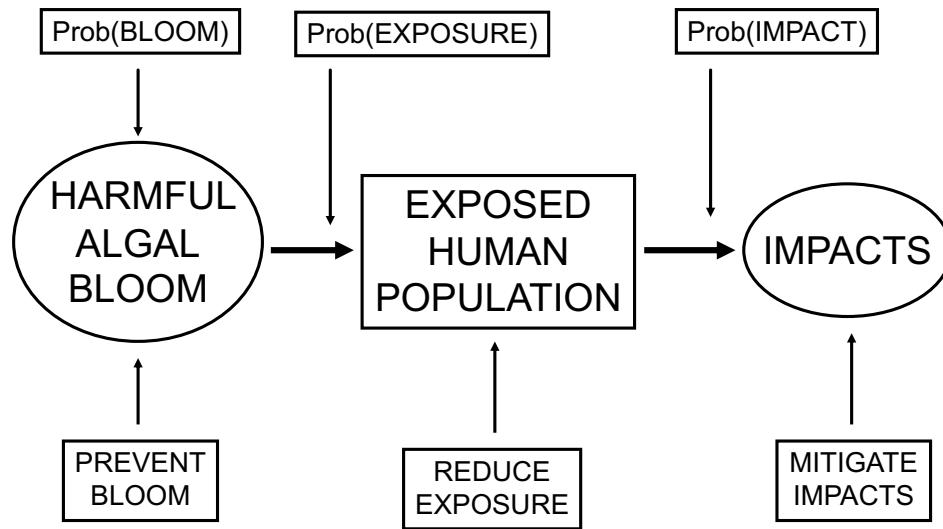 Prob(BLOOM)
Prob(EXPOSURE)
Prob(IMPACT)
HARMFUL
ALGAL
BLOOM
EXPOSED
HUMAN
POPULATION
IMPACTS
PREVENT
BLOOM
REDUCE
EXPOSURE
MITIGATE
IMPACTS